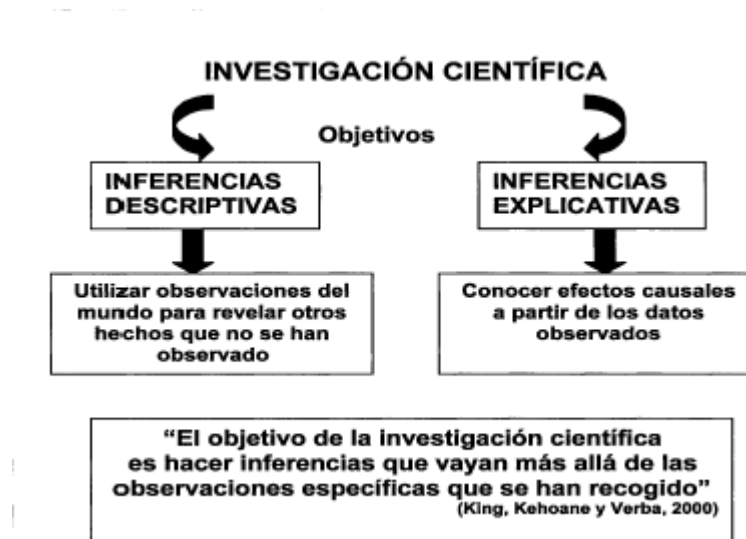 INVESTIGACIÓN CIENTÍFICA
Objetivos
INFERENCIAS
DESCRIPTIVAS
INFERENCIAS
EXPLICATIVAS
Utilizar observaciones del
mundo para revelar otros
hechos que no se han
observado
Conocer efectos causales
a partir de los datos
observados
“El objetivo de la investigación científica
es hacer inferencias que vayan más allá de las
observaciones específicas que se han recogido”
(King, Kehoane y Verba, 2000)